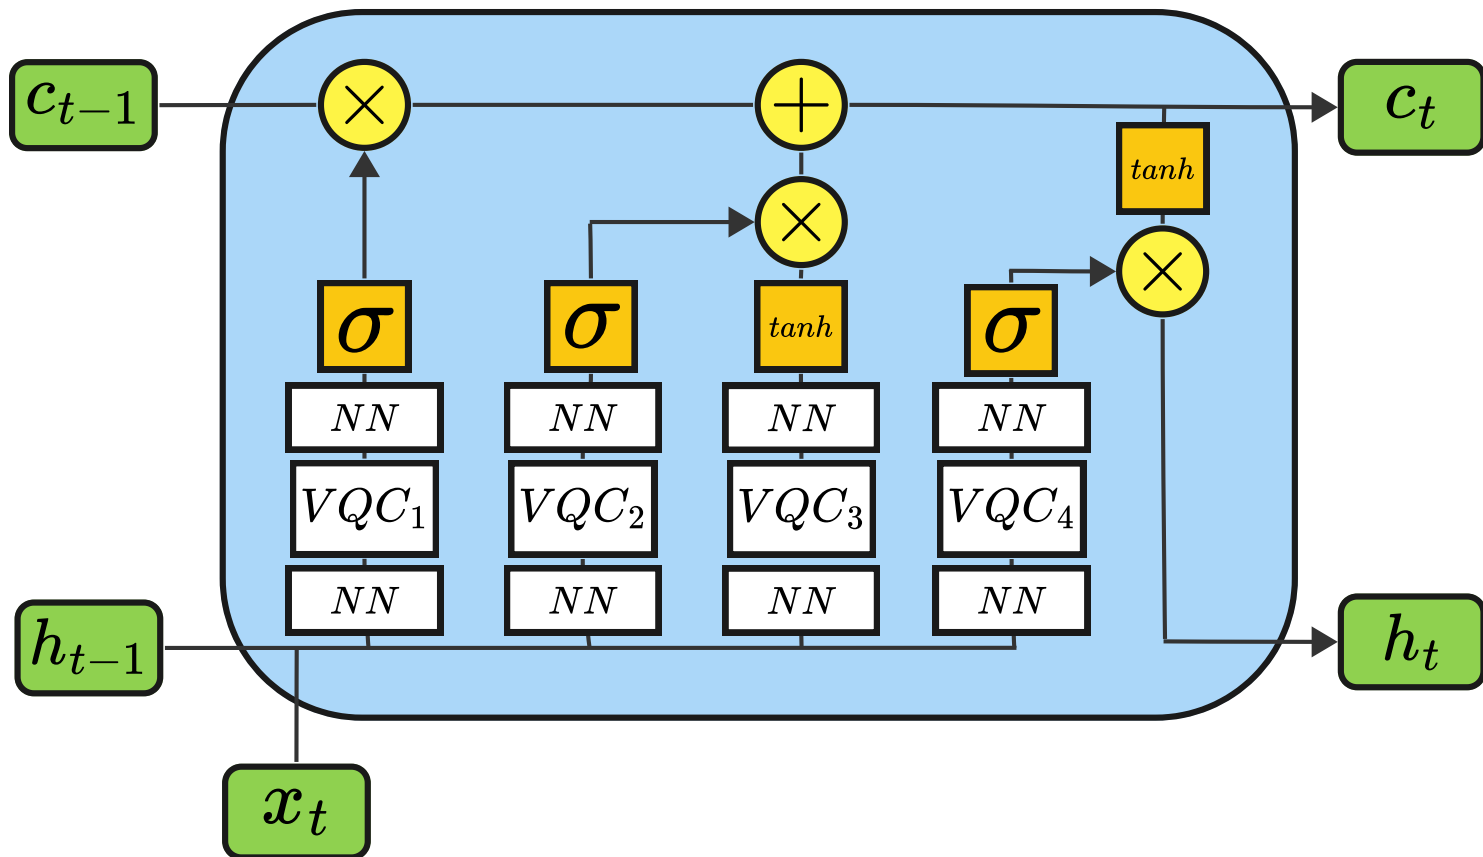 c_{t-1}
×
+
c_t
tanh
×
×
σ
σ
tanh
σ
NN
NN
NN
NN
VQC_1
VQC_2
VQC_3
VQC_4
NN
NN
NN
NN
h_{t-1}
h_t
x_t